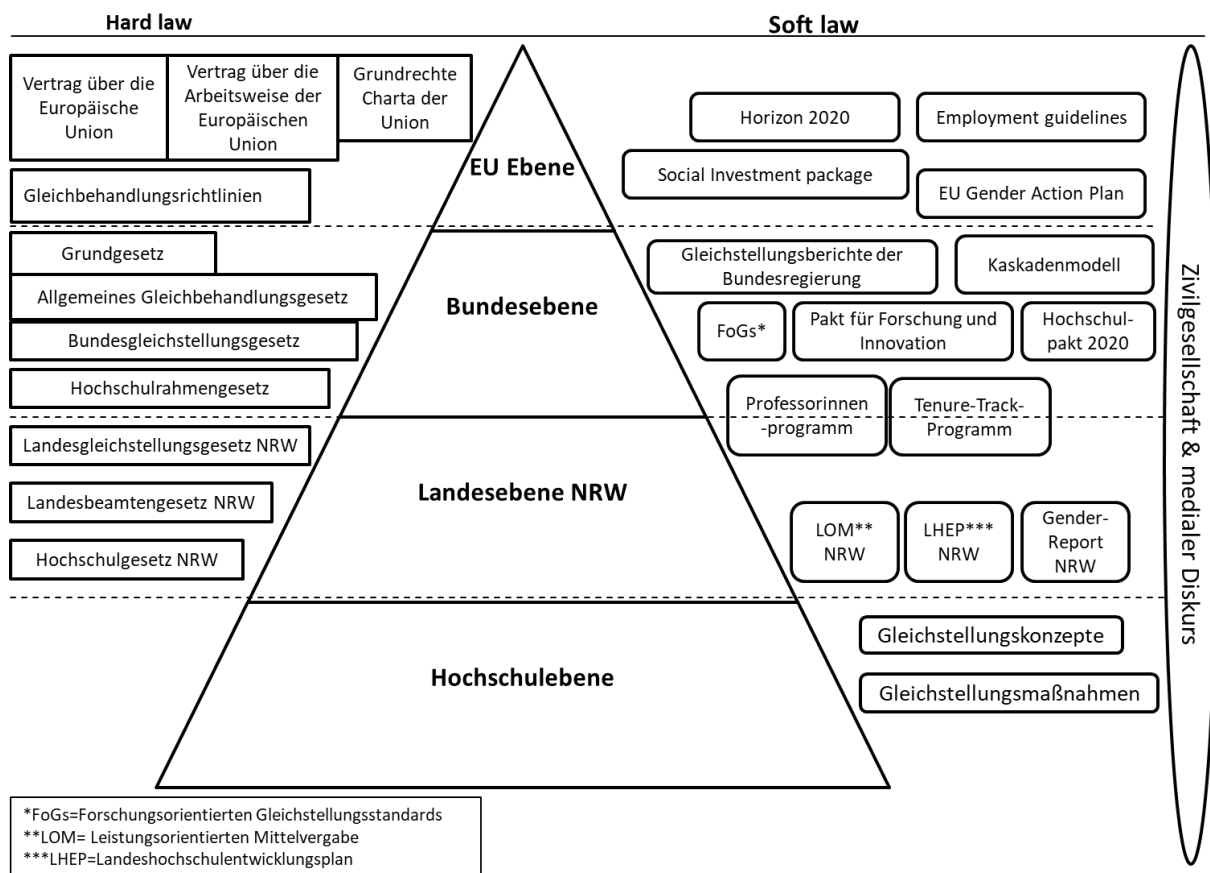 Hard law
Soft law
Vertrag über die
Europäische
Union
Vertrag über die
Arbeitsweise der
Europäischen
Union
Grundrechte
Charta der
Union
Gleichbehandlungsrichtlinien
EU Ebene
Horizon 2020
Employment guidelines
Social Investment package
EU Gender Action Plan
Grundgesetz
Allgemeines Gleichbehandlungsgesetz
Bundesgleichstellungsgesetz
Hochschulrahmengesetz
Bundesebene
Gleichstellungsberichte der
Bundesregierung
Kaskadenmodell
FoGs*
Pakt für Forschung und
Innovation
Hochschul-
pakt 2020
Professorinnen
-programm
Tenure-Track-
Programm
Landesgleichstellungsgesetz NRW
Landesbeamtengesetz NRW
Hochschulgesetz NRW
Landesebene NRW
LOM**
NRW
LHEP***
NRW
Gender-
Report
NRW
Hochschulebene
Gleichstellungskonzepte
Gleichstellungsmaßnahmen
Zivilgesellschaft & medialer Diskurs
*FoGs=Forschungsorientierten Gleichstellungsstandards
**LOM= Leistungsorientierten Mittelvergabe
***LHEP=Landeshochschulentwicklungsplan